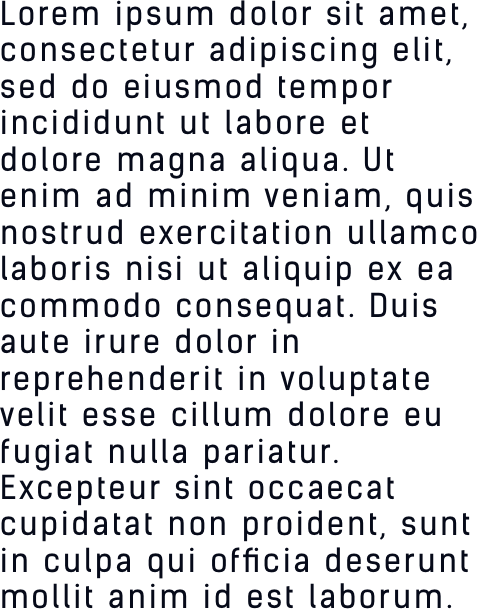 Lorem ipsum dolor sit amet,
consectetur adipiscing elit,
sed do eiusmod tempor
incididunt ut labore et
dolore magna aliqua. Ut
enim ad minim veniam, quis
nostrud exercitation ullamco
laboris nisi ut aliquip ex ea
commodo consequat. Duis
aute irure dolor in
reprehenderit in voluptate
velit esse cillum dolore eu
fugiat nulla pariatur.
Excepteur sint occaecat
cupidatat non proident, sunt
in culpa qui officia deserunt
mollit anim id est laborum.